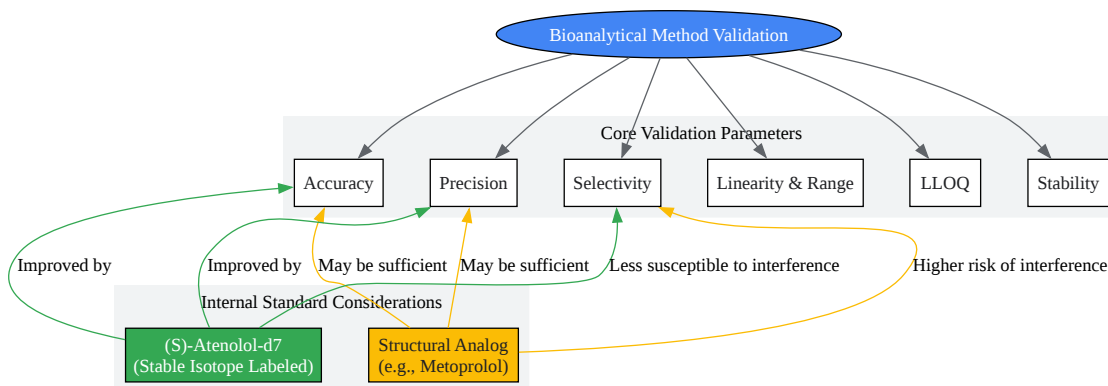 Bioanalytical Method Validation
Core Validation Parameters
Accuracy
Precision
Selectivity
Linearity & Range
LLOQ
Stability
Improved by
Improved by
May be sufficient
May be sufficient
Less susceptible to interference
Higher risk of interference
Internal Standard Considerations
(S)-Atenolol-d7
(Stable Isotope Labeled)
Structural Analog
(e.g., Metoprolol)